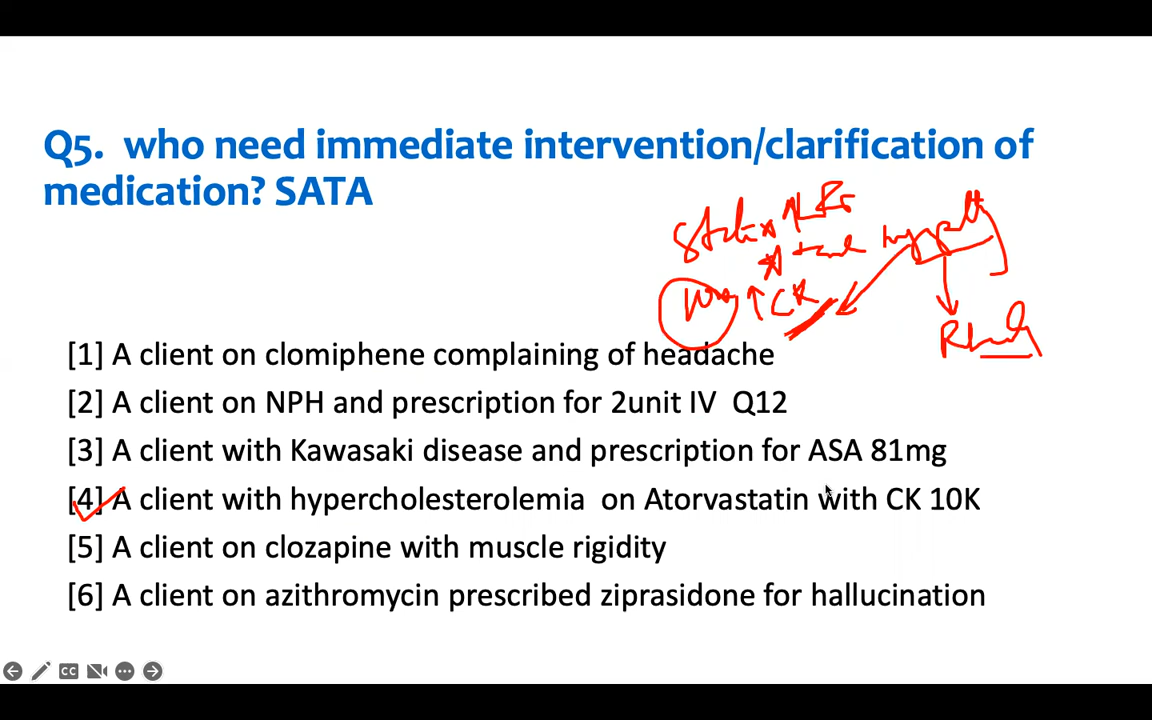 Q5. who need immediate intervention/clarification of
medication? SATA
↑ CK
[1] A client on clomiphene complaining of headache
[2] A client on NPH and prescription for 2unit IV Q12
[3] A client with Kawasaki disease and prescription for ASA 81mg
[4] A client with hypercholesterolemia on Atorvastatin with CK 10K
[5] A client on clozapine with muscle rigidity
[6] A client on azithromycin prescribed ziprasidone for hallucination
CC